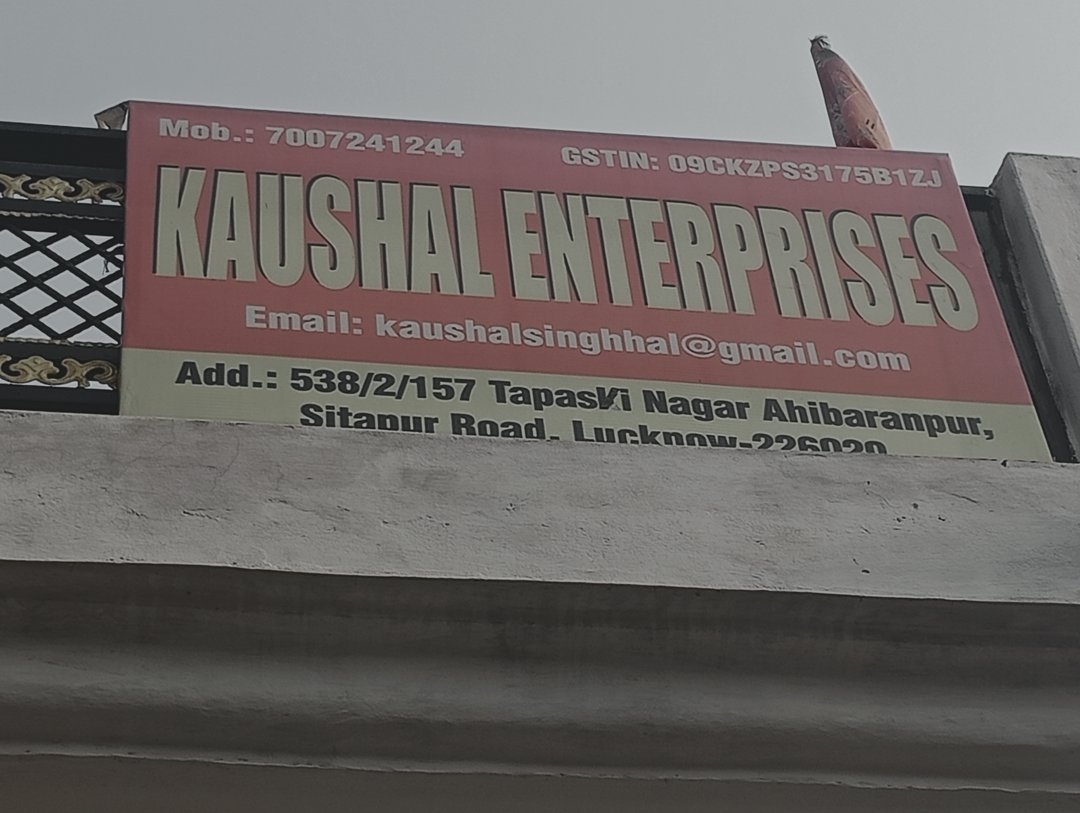 Mob.: 7007241244
GSTIN: 09CKZPS3175B1ZJ
KAUSHAL ENTERPRISES
Email: kaushalsinghhal@gmail.com
Add.: 538/2/157 Tapaski Nagar Ahibaranpur,
Sitapur Road, Lucknow-226020